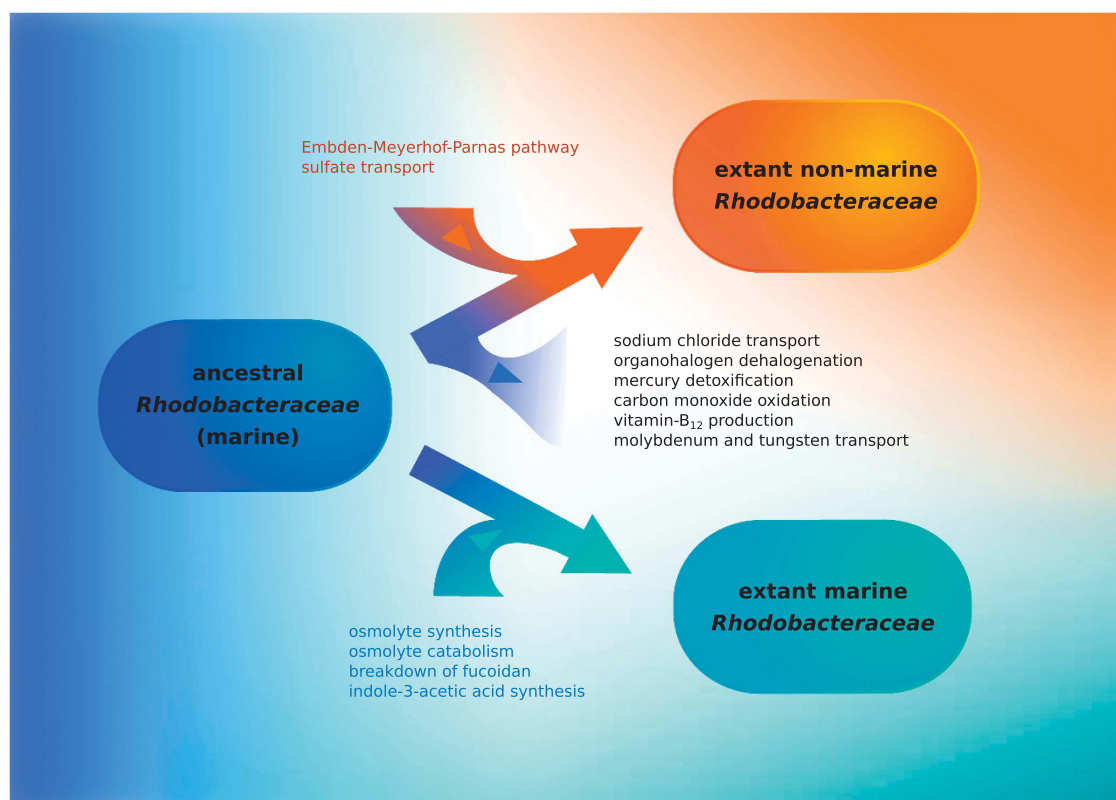 Embden-Meyerhof-Parnas pathway
sulfate transport
extant non-marine
Rhodobacteraceae
ancestral
Rhodobacteraceae
(marine)
sodium chloride transport
organohalogen dehalogenation
mercury detoxification
carbon monoxide oxidation
vitamin-B₁₂ production
molybdenum and tungsten transport
extant marine
Rhodobacteraceae
osmolyte synthesis
osmolyte catabolism
breakdown of fucoidan
indole-3-acetic acid synthesis